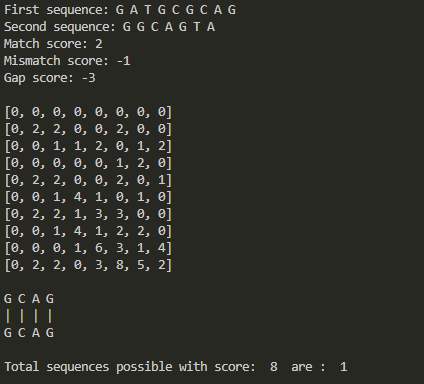 First sequence: G A T G C G C A G
Second sequence: G G C A G T A
Match score: 2
Mismatch score: -1
Gap score: -3
[0, 0, 0, 0, 0, 0, 0, 0]
[0, 2, 2, 0, 0, 2, 0, 0]
[0, 0, 1, 1, 2, 0, 1, 2]
[0, 0, 0, 0, 0, 1, 2, 0]
[0, 2, 2, 0, 0, 2, 0, 1]
[0, 0, 1, 4, 1, 0, 1, 0]
[0, 2, 2, 1, 3, 3, 0, 0]
[0, 0, 1, 4, 1, 2, 2, 0]
[0, 0, 0, 1, 6, 3, 1, 4]
[0, 2, 2, 0, 3, 8, 5, 2]
G C A G
| | | |
G C A G
Total sequences possible with score:  8  are :  1